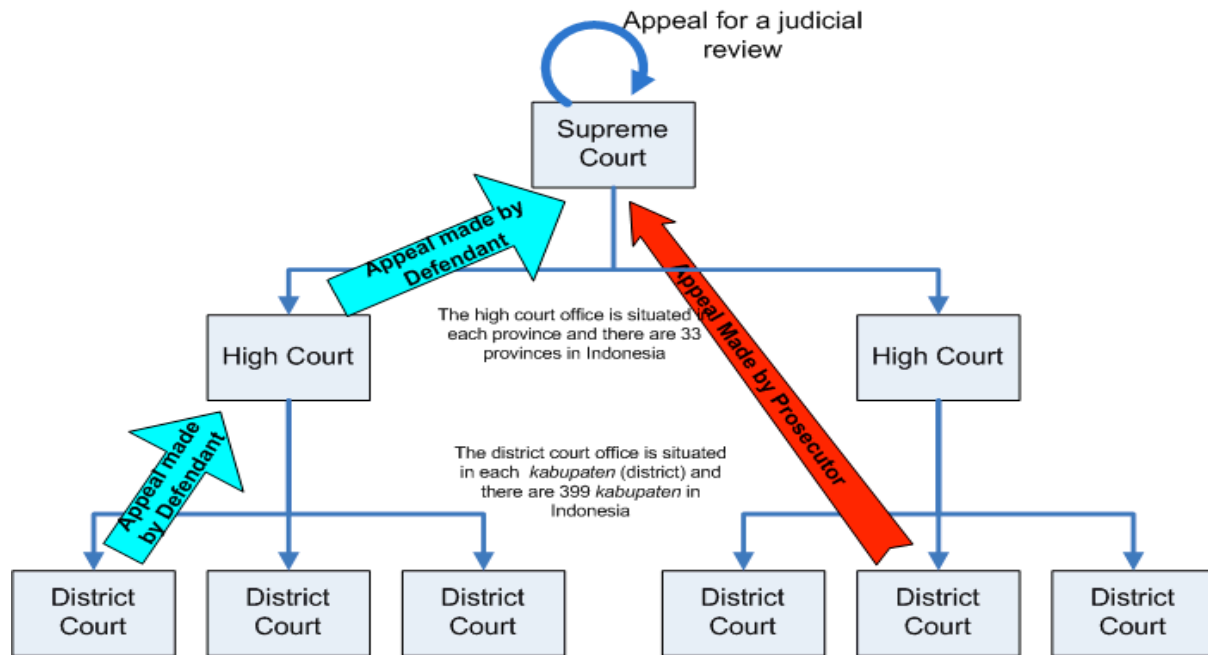 Appeal for a judicial
review
Supreme
Court
Appeal made by
Defendant
Appeal Made by Prosecutor
The high court office is situated in
each province and there are 33
provinces in Indonesia
High Court
High Court
Appeal made
by Defendant
The district court office is situated
in each kabupaten (district) and
there are 399 kabupaten in
Indonesia
District
Court
District
Court
District
Court
District
Court
District
Court
District
Court